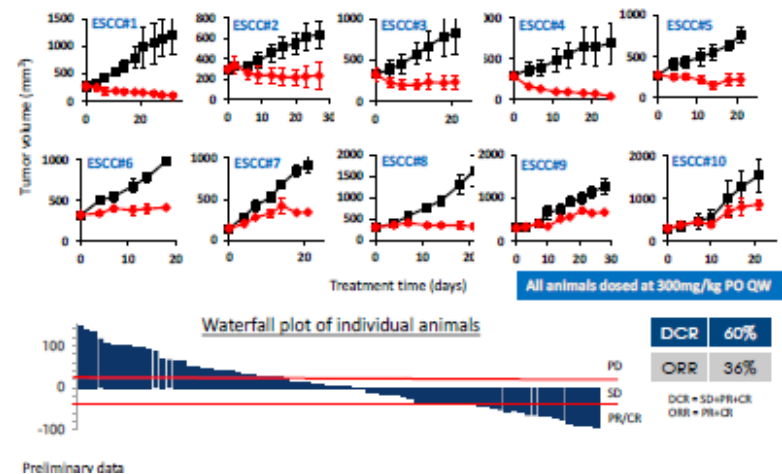 ESCC#1
ESCC#2
ESCC#3
ESCC#4
ESCC#5
1500
1000
500
0
800
600
400
200
0
1000
500
0
500
0
1000
500
0
0 20
0 10 20 30
0 10 20
0 10 20
0 10 20
Tumor volume (mm³)
ESCC#6
ESCC#7
ESCC#8
ESCC#9
ESCC#10
1000
500
0
1000
500
0
2000
1500
1000
500
0
2000
1000
0
2000
1000
0
0 10 20
0 10 20
0 10 20
0 10 20 30
0 10 20
Treatment time (days)
All animals dosed at 300mg/kg PO QW
Waterfall plot of individual animals
100
0
-100
PD
SD
PR/CR
DCR 60%
ORR 36%
DCR = SD+PR+CR
ORR = PR+CR
Preliminary data